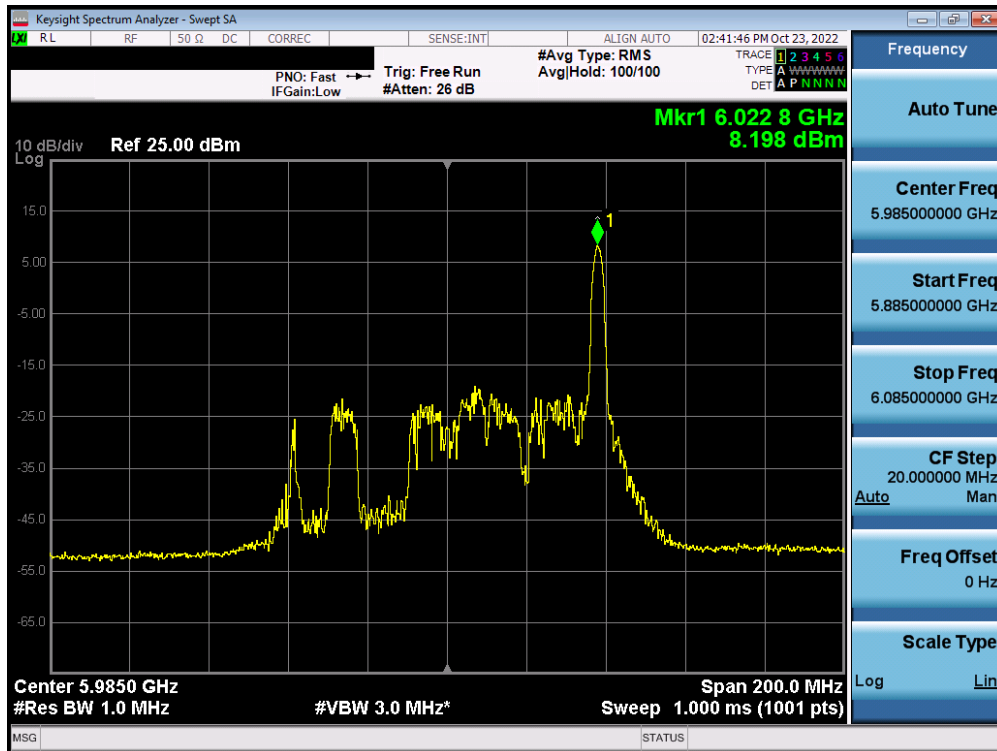 Keysight Spectrum Analyzer - Swept SA
LXI RL RF 50 Ω DC CORREC SENSE:INT ALIGN AUTO 02:41:46 PM Oct 23, 2022
PNO: Fast
IFGain:Low
Trig: Free Run
#Atten: 26 dB
#Avg Type: RMS
Avg|Hold: 100/100
TRACE 1 2 3 4 5 6
TYPE A WWWWW
DET A P N N N N
Mkr1 6.022 8 GHz
8.198 dBm
10 dB/div Ref 25.00 dBm
Log
1
15.0
5.00
-5.00
-15.0
-25.0
-35.0
-45.0
-55.0
-65.0
Center 5.9850 GHz Span 200.0 MHz
#Res BW 1.0 MHz #VBW 3.0 MHz* Sweep 1.000 ms (1001 pts)
MSG STATUS
Frequency
Auto Tune
Center Freq
5.985000000 GHz
Start Freq
5.885000000 GHz
Stop Freq
6.085000000 GHz
CF Step
20.000000 MHz
Auto Man
Freq Offset
0 Hz
Scale Type
Log Lin